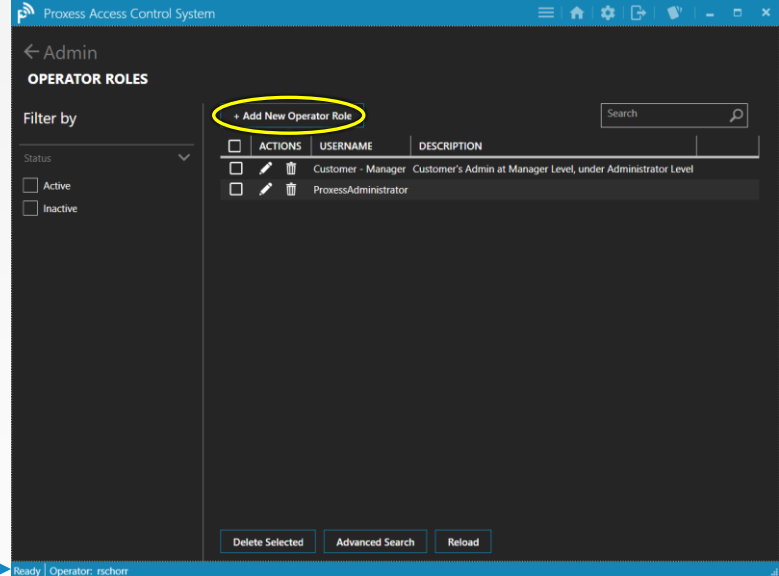 Proxess Access Control System
Admin
OPERATOR ROLES
Filter by
Status
Active
Inactive
+ Add New Operator Role
Search
ACTIONS USERNAME DESCRIPTION
Customer - Manager Customer's Admin at Manager Level, under Administrator Level
ProxessAdministrator
Delete Selected Advanced Search Reload
Ready Operator: rschorr